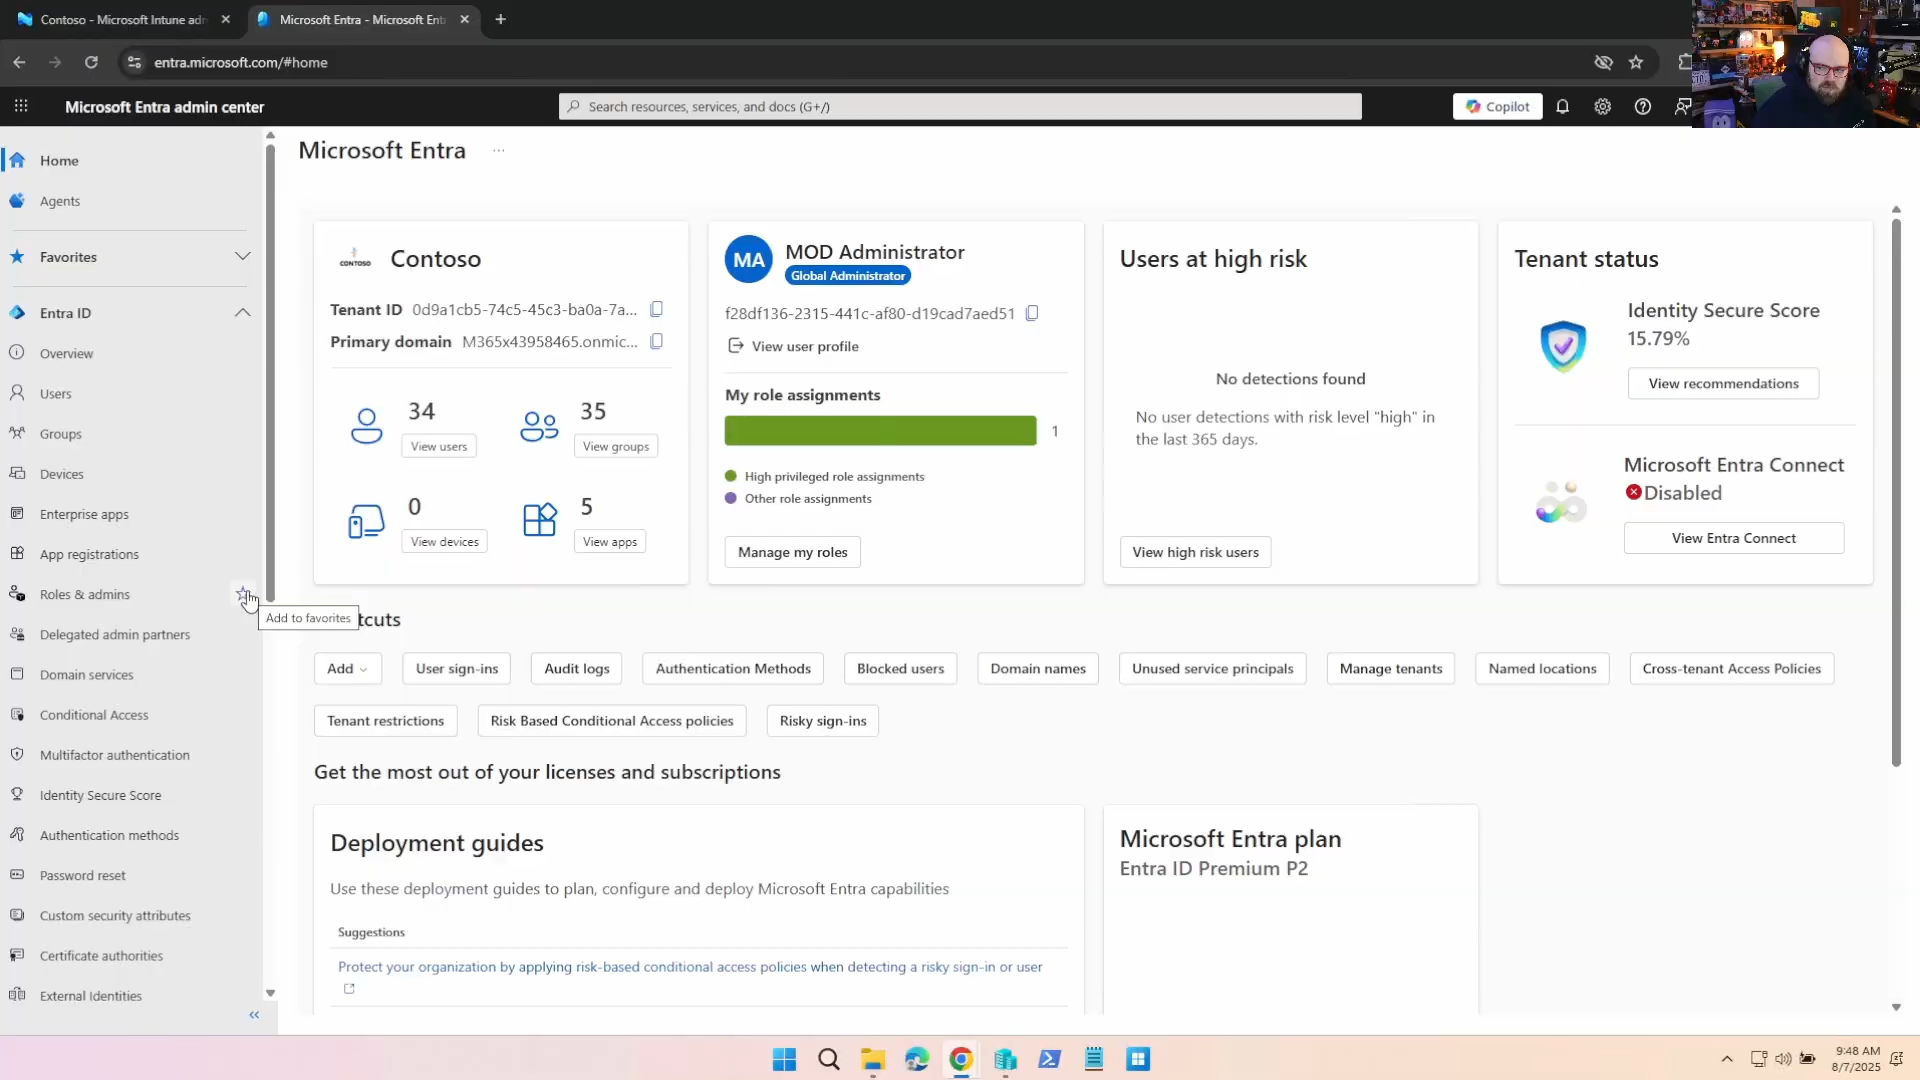 Contoso - Microsoft Intune adr
Microsoft Entra - Microsoft Entr
entra.microsoft.com/#home
Microsoft Entra admin center
Search resources, services, and docs (G+/)
Copilot
Home
Agents
Favorites
Entra ID
Overview
Users
Groups
Devices
Enterprise apps
App registrations
Roles & admins
Delegated admin partners
Domain services
Conditional Access
Multifactor authentication
Identity Secure Score
Authentication methods
Password reset
Custom security attributes
Certificate authorities
External Identities
Add to favorites
Microsoft Entra
...
CONTOSO
Contoso
Tenant ID 0d9a1cb5-74c5-45c3-ba0a-7a...
Primary domain M365x43958465.onmic...
34
View users
35
View groups
0
View devices
5
View apps
MA
MOD Administrator
Global Administrator
f28df136-2315-441c-af80-d19cad7aed51
View user profile
My role assignments
1
High privileged role assignments
Other role assignments
Manage my roles
Users at high risk
No detections found
No user detections with risk level "high" in
the last 365 days.
View high risk users
Tenant status
Identity Secure Score
15.79%
View recommendations
Microsoft Entra Connect
Disabled
View Entra Connect
tcuts
Add
User sign-ins
Audit logs
Authentication Methods
Blocked users
Domain names
Unused service principals
Manage tenants
Named locations
Cross-tenant Access Policies
Tenant restrictions
Risk Based Conditional Access policies
Risky sign-ins
Get the most out of your licenses and subscriptions
Deployment guides
Use these deployment guides to plan, configure and deploy Microsoft Entra capabilities
Suggestions
Protect your organization by applying risk-based conditional access policies when detecting a risky sign-in or user
Microsoft Entra plan
Entra ID Premium P2
9:48 AM
8/7/2025